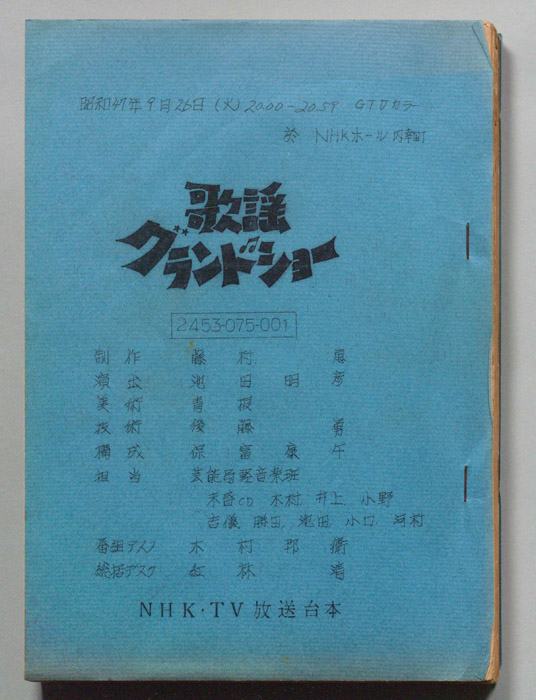 昭和47年9月26日(火)20.00-20.59 GTVカラー
於 NHKホール 内幸町
歌謡
グランドショー
2453-075-001
制作 藤村
演出 池田明彦
美術 青
技術 後藤 勇
構成 保富康午
担当 芸能局軽音楽班
CD 木村 井上 小野
勝田 池田 小口 河村
番組デスク 木村邦衛
総括デスク 林
NHK・TV放送台本